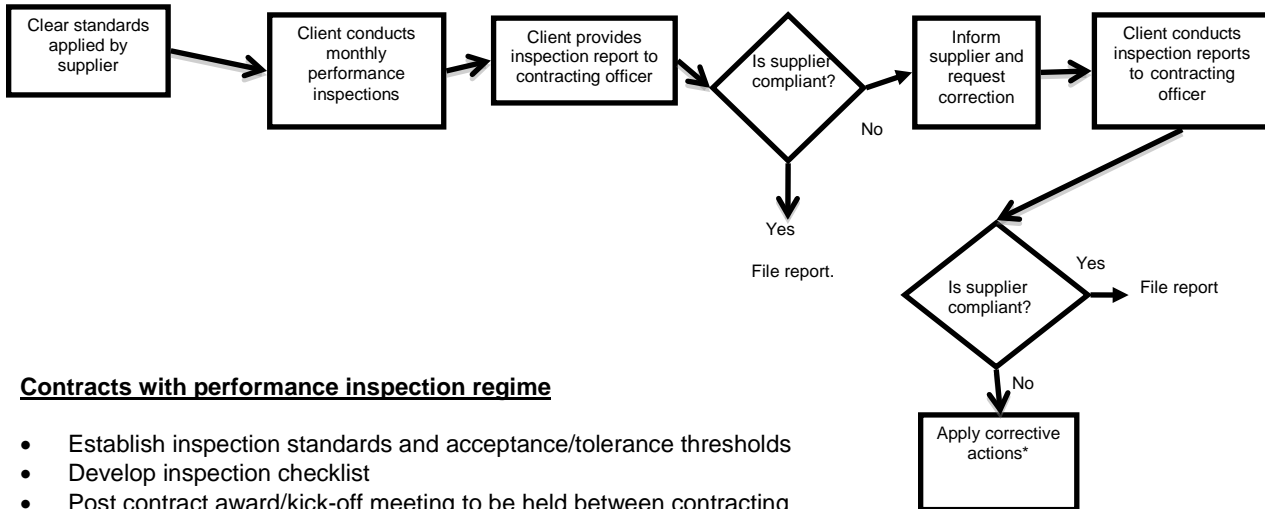 Clear standards
applied by
supplier
Client conducts
monthly
performance
inspections
Client provides
inspection report to
contracting officer
Is supplier
compliant?
No
Yes
File report.
Inform
supplier and
request
correction
Client conducts
inspection reports
to contracting
officer
Is supplier
compliant?
Yes
File report
No
Apply corrective
actions*
Contracts with performance inspection regime
• Establish inspection standards and acceptance/tolerance thresholds
• Develop inspection checklist
• Post contract award/kick-off meeting to be held between contracting